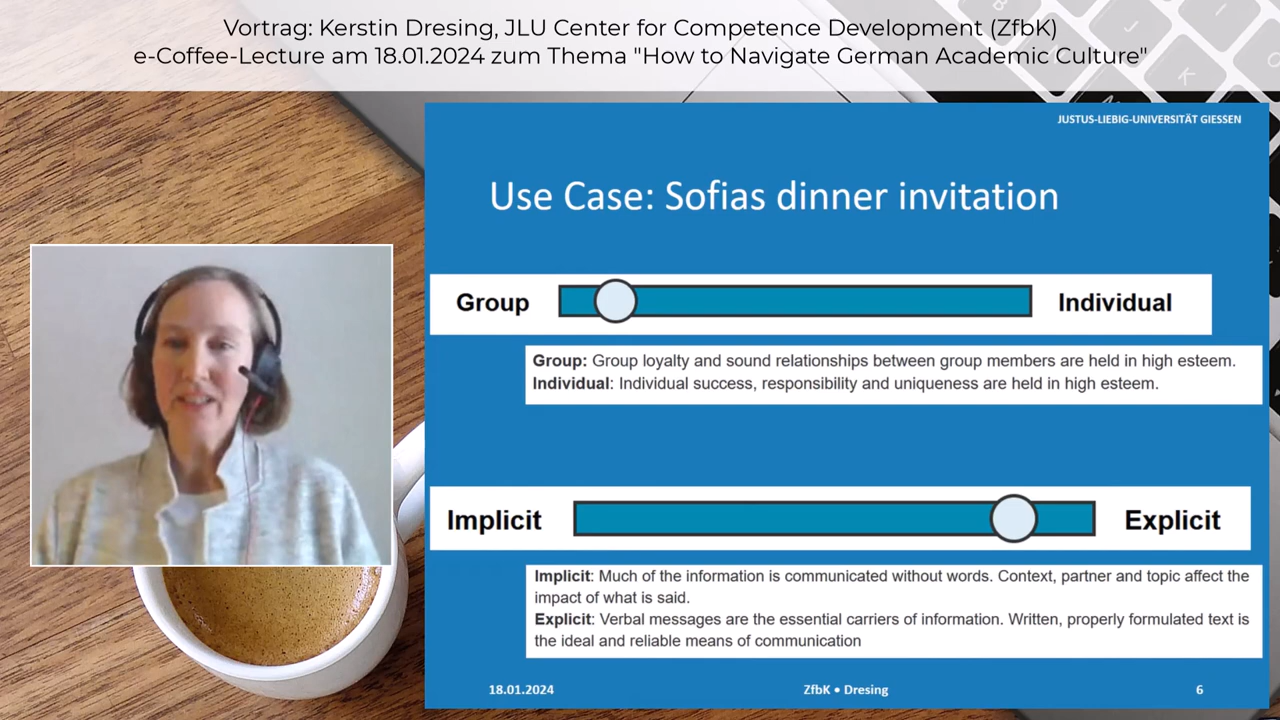 Vortrag: Kerstin Dresing, JLU Center for Competence Development (ZfbK)
e-Coffee-Lecture am 18.01.2024 zum Thema "How to Navigate German Academic Culture"
JUSTUS-LIEBIG-UNIVERSITÄT GIESSEN
Use Case: Sofias dinner invitation
Group
Individual
Group: Group loyalty and sound relationships between group members are held in high esteem.
Individual: Individual success, responsibility and uniqueness are held in high esteem.
Implicit
Explicit
Implicit: Much of the information is communicated without words. Context, partner and topic affect the
impact of what is said.
Explicit: Verbal messages are the essential carriers of information. Written, properly formulated text is
the ideal and reliable means of communication
18.01.2024
ZfbK • Dresing
6